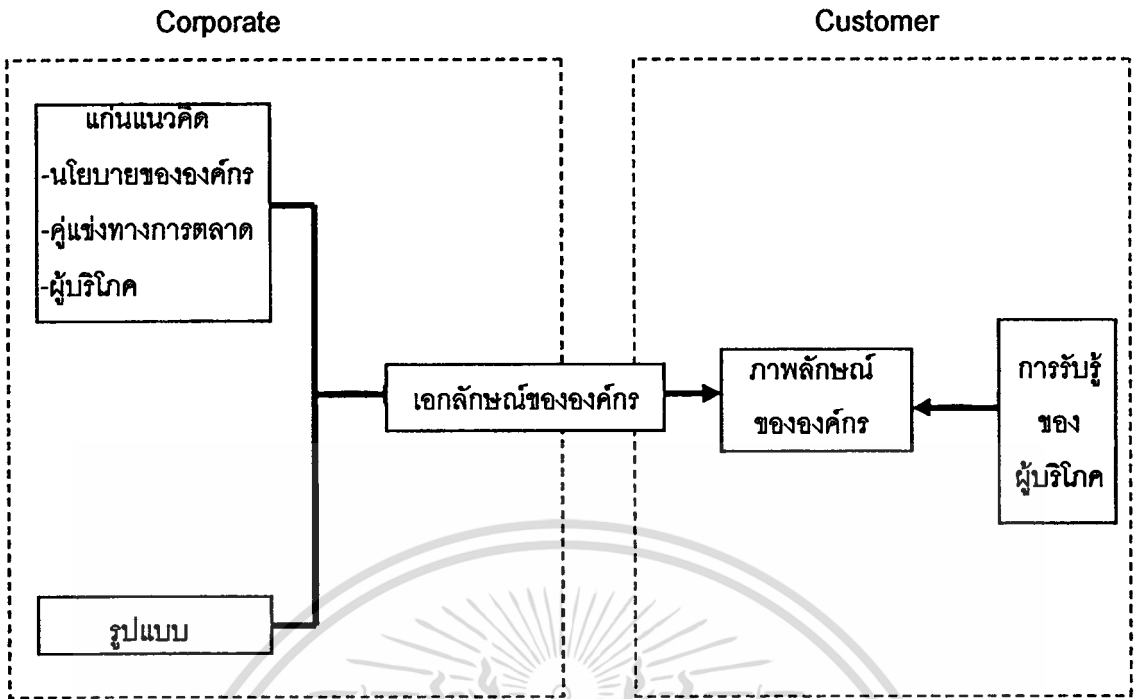 Corporate
Customer
แก่นแนวคิด
-นโยบายขององค์กร
-คู่แข่งทางการตลาด
-ผู้บริโภค
เอกลักษณ์ขององค์กร
ภาพลักษณ์
ขององค์กร
การรับรู้
ของ
ผู้บริโภค
รูปแบบ